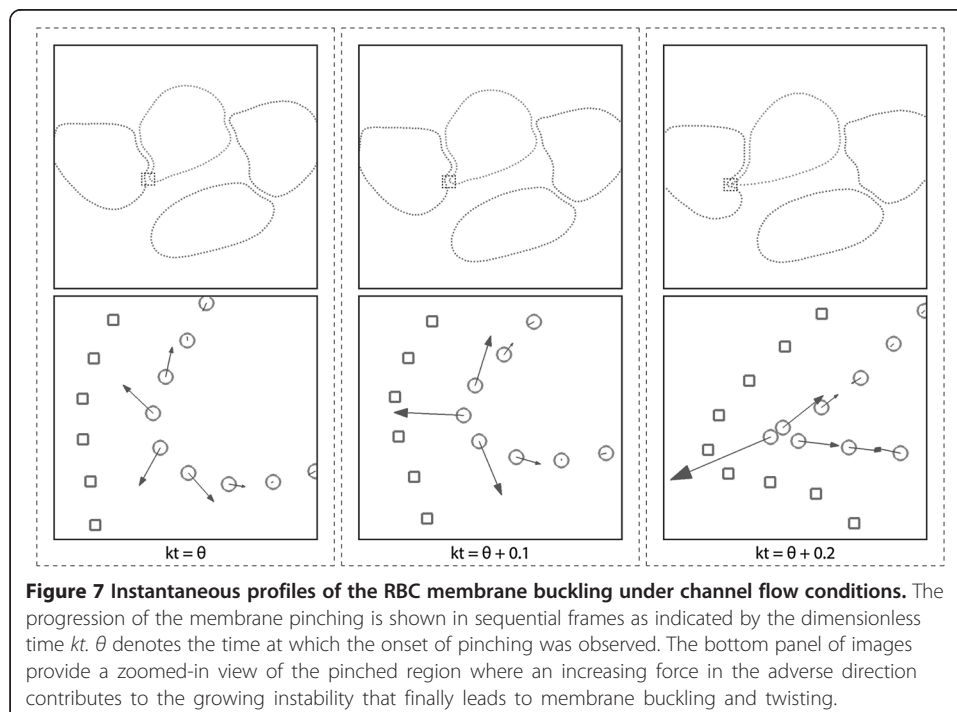 kt = θ
kt = θ + 0.1
kt = θ + 0.2
Figure 7 Instantaneous profiles of the RBC membrane buckling under channel flow conditions. The
progression of the membrane pinching is shown in sequential frames as indicated by the dimensionless
time kt. θ denotes the time at which the onset of pinching was observed. The bottom panel of images
provide a zoomed-in view of the pinched region where an increasing force in the adverse direction
contributes to the growing instability that finally leads to membrane buckling and twisting.